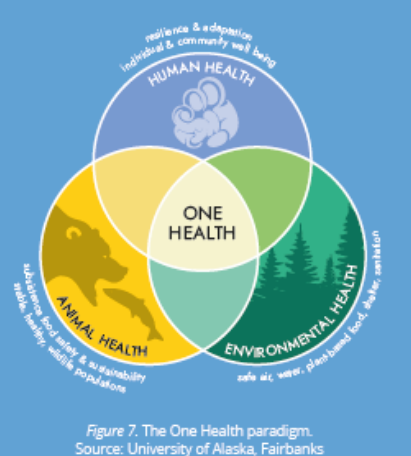 resilience & adaptation
individual & community well being
HUMAN HEALTH
ONE
HEALTH
ANIMAL HEALTH
subsistence food safety & sustainability
stable, healthy, wildlife populations
ENVIRONMENTAL HEALTH
safe air, water, plant-based food, shelter, sanitation
Figure 7. The One Health paradigm.
Source: University of Alaska, Fairbanks